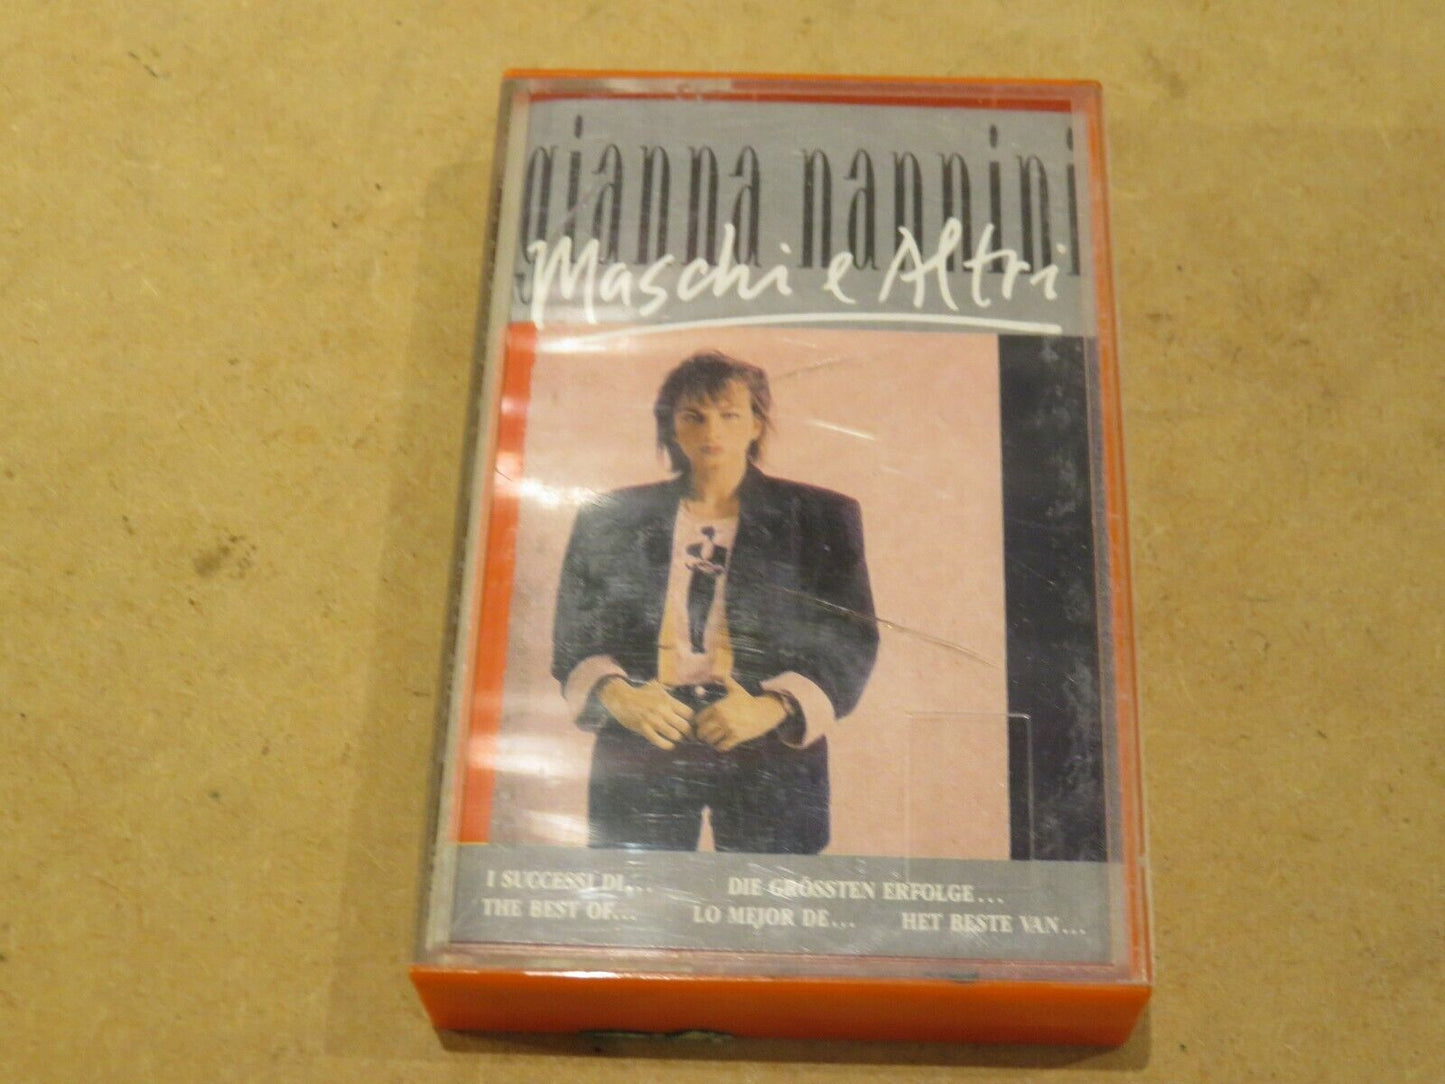 gianna nannini
Maschi e Altri
I SUCCESSI DI... DIE GRÖSSTEN ERFOLGE...
THE BEST OF... LO MEJOR DE... HET BESTE VAN...